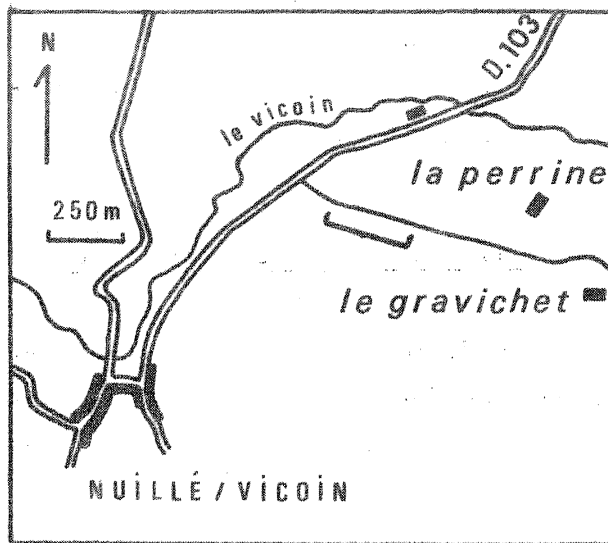 N
D.103
le vicoin
la perrine
250m
le gravichet
NUILLÉ / VICOIN